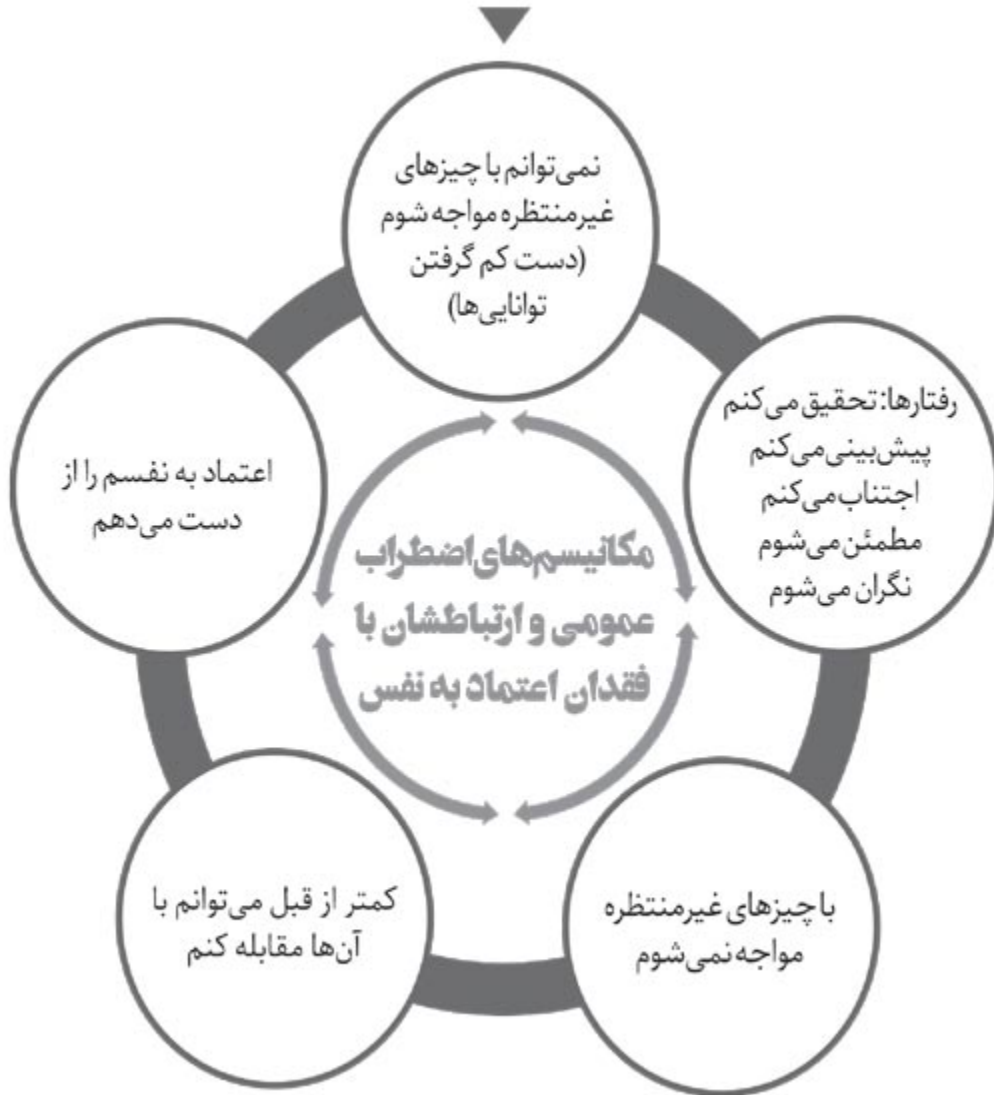 نمی‌توانم با چیزهای
غیرمنتظره مواجه شوم
(دست کم گرفتن
توانایی‌ها)
رفتارها: تحقیق می‌کنم
پیش‌بینی می‌کنم
اجتناب می‌کنم
مطمئن می‌شوم
نگران می‌شوم
با چیزهای غیرمنتظره
مواجه نمی‌شوم
کمتر از قبل می‌توانم با
آن‌ها مقابله کنم
اعتماد به نفسم را از
دست می‌دهم
مکانیسم‌های اضطراب
عمومی و ارتباطشان با
فقدان اعتماد به نفس